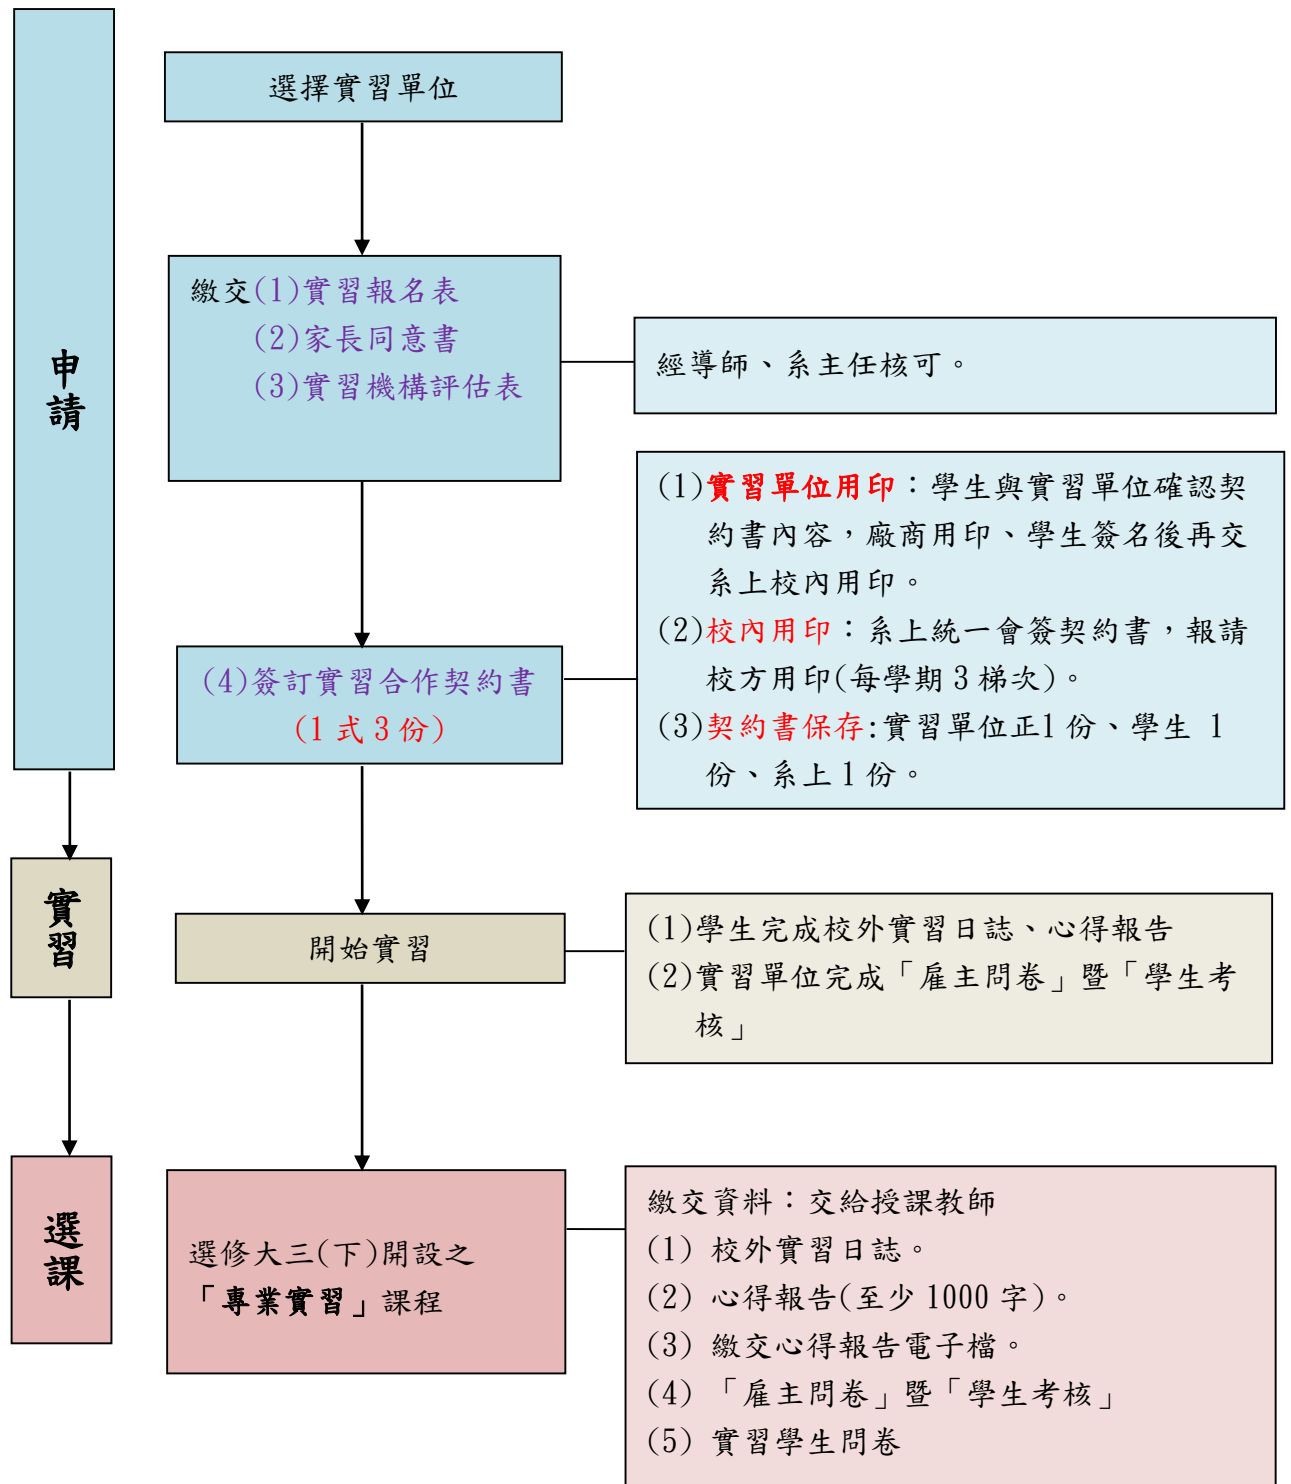 申請
選擇實習單位
繳交(1)實習報名表
(2)家長同意書
(3)實習機構評估表
經導師、系主任核可。
(4)簽訂實習合作契約書
(1 式 3 份)
(1)實習單位用印：學生與實習單位確認契
約書內容，廠商用印、學生簽名後再交
系上校內用印。
(2)校內用印：系上統一會簽契約書，報請
校方用印(每學期 3 梯次)。
(3)契約書保存:實習單位正1 份、學生 1
份、系上 1 份。
實習
開始實習
(1)學生完成校外實習日誌、心得報告
(2)實習單位完成「雇主問卷」暨「學生考
核」
選課
選修大三(下)開設之
「專業實習」課程
繳交資料：交給授課教師
(1) 校外實習日誌。
(2) 心得報告(至少 1000 字)。
(3) 繳交心得報告電子檔。
(4) 「雇主問卷」暨「學生考核」
(5) 實習學生問卷